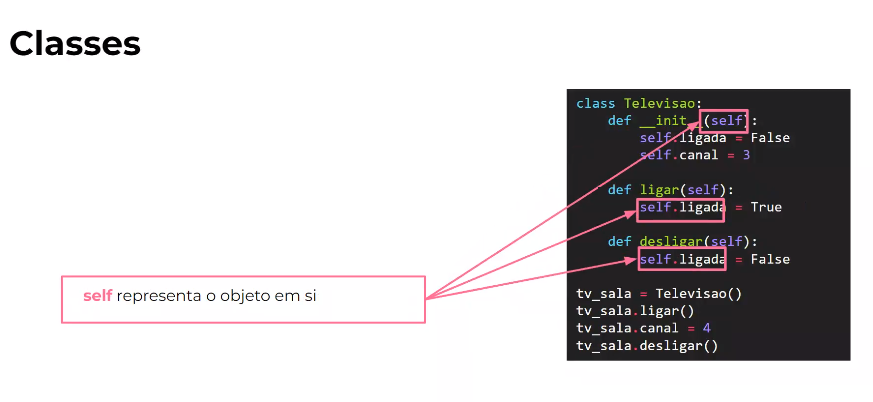 Classes
class Televisao:
    def __init__(self):
        self.ligada = False
        self.canal = 3
    def ligar(self):
        self.ligada = True
    def desligar(self):
        self.ligada = False
tv_sala = Televisao()
tv_sala.ligar()
tv_sala.canal = 4
tv_sala.desligar()
self representa o objeto em si